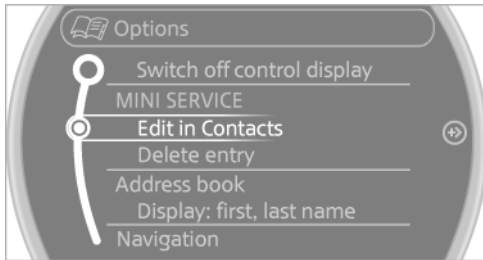 Options
Switch off control display
MINI SERVICE
Edit in Contacts
Delete entry
Address book
Display: first, last name
Navigation